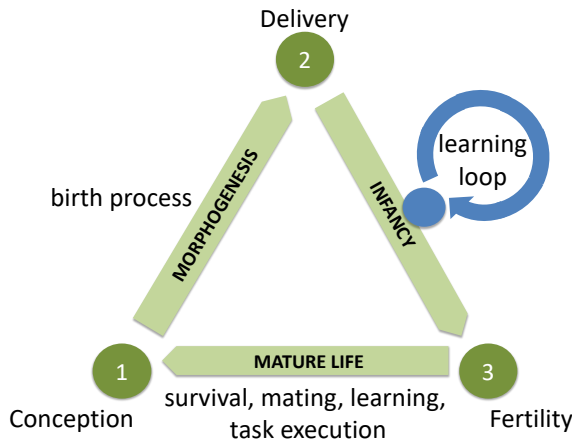 Delivery
2
learning
loop
MORPHOGENESIS
INFANCY
birth process
1
MATURE LIFE
3
survival, mating, learning,
task execution
Conception
Fertility